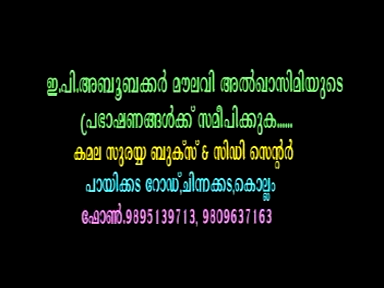 ഇ.പി.അബൂബക്കർ മൗലവി അൽഖാസിമിയുടെ
പ്രഭാഷണങ്ങൾക്ക് സമീപിക്കുക......
കമല സുരയ്യ ബുക്സ് & സിഡി സെന്റർ
പായിക്കട റോഡ്,ചിന്നക്കട,കൊല്ലം
ഫോൺ.9895139713, 9809637163